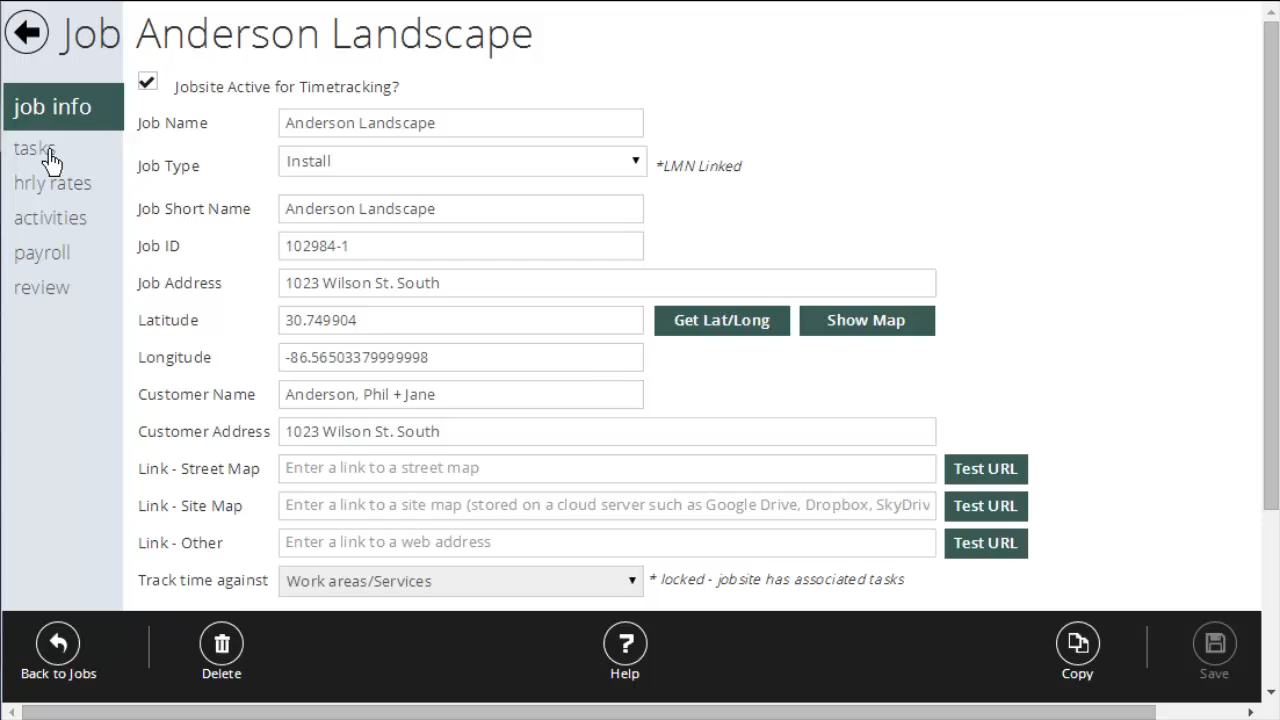 Job Anderson Landscape
job info
tasks
hrly rates
activities
payroll
review
Jobsite Active for Timetracking?
Job Name Anderson Landscape
Job Type Install *LMN Linked
Job Short Name Anderson Landscape
Job ID 102984-1
Job Address 1023 Wilson St. South
Latitude 30.749904 Get Lat/Long Show Map
Longitude -86.56503379999998
Customer Name Anderson, Phil + Jane
Customer Address 1023 Wilson St. South
Link - Street Map Enter a link to a street map Test URL
Link - Site Map Enter a link to a site map (stored on a cloud server such as Google Drive, Dropbox, SkyDriv Test URL
Link - Other Enter a link to a web address Test URL
Track time against Work areas/Services * locked - jobsite has associated tasks
Back to Jobs Delete ? Help Copy Save